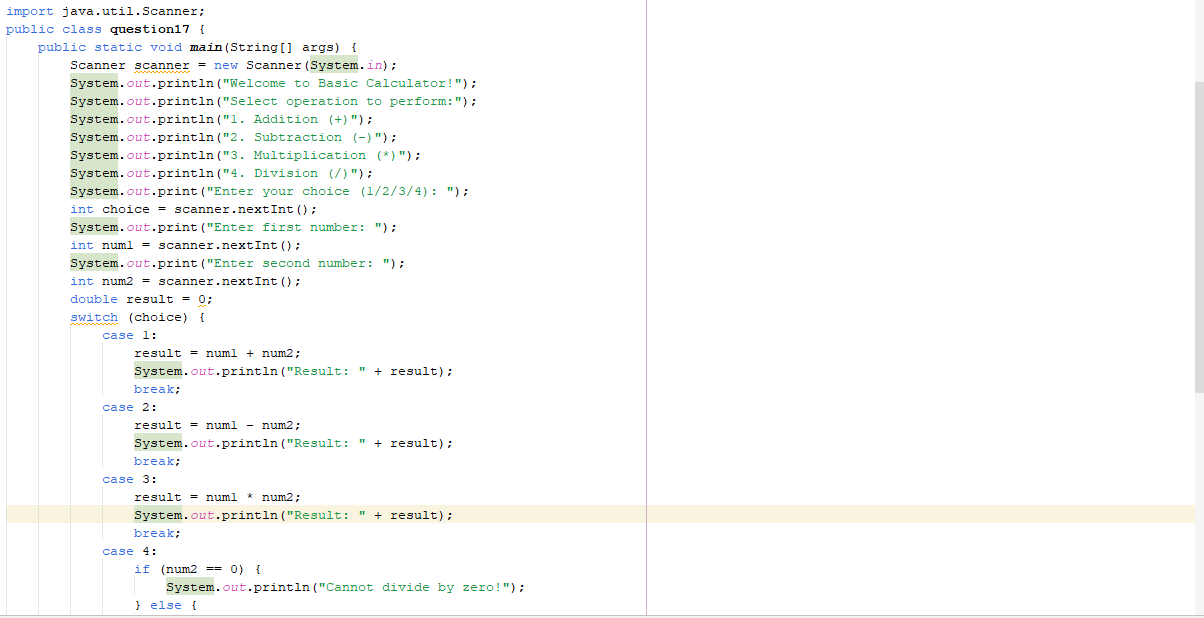 import java.util.Scanner;
public class question17 {
    public static void main(String[] args) {
        Scanner scanner = new Scanner(System.in);
        System.out.println("Welcome to Basic Calculator!");
        System.out.println("Select operation to perform:");
        System.out.println("1. Addition (+)");
        System.out.println("2. Subtraction (-)");
        System.out.println("3. Multiplication (*)");
        System.out.println("4. Division (/)");
        System.out.print("Enter your choice (1/2/3/4): ");
        int choice = scanner.nextInt();
        System.out.print("Enter first number: ");
        int num1 = scanner.nextInt();
        System.out.print("Enter second number: ");
        int num2 = scanner.nextInt();
        double result = 0;
        switch (choice) {
            case 1:
                result = num1 + num2;
                System.out.println("Result: " + result);
                break;
            case 2:
                result = num1 - num2;
                System.out.println("Result: " + result);
                break;
            case 3:
                result = num1 * num2;
                System.out.println("Result: " + result);
                break;
            case 4:
                if (num2 == 0) {
                    System.out.println("Cannot divide by zero!");
                } else {